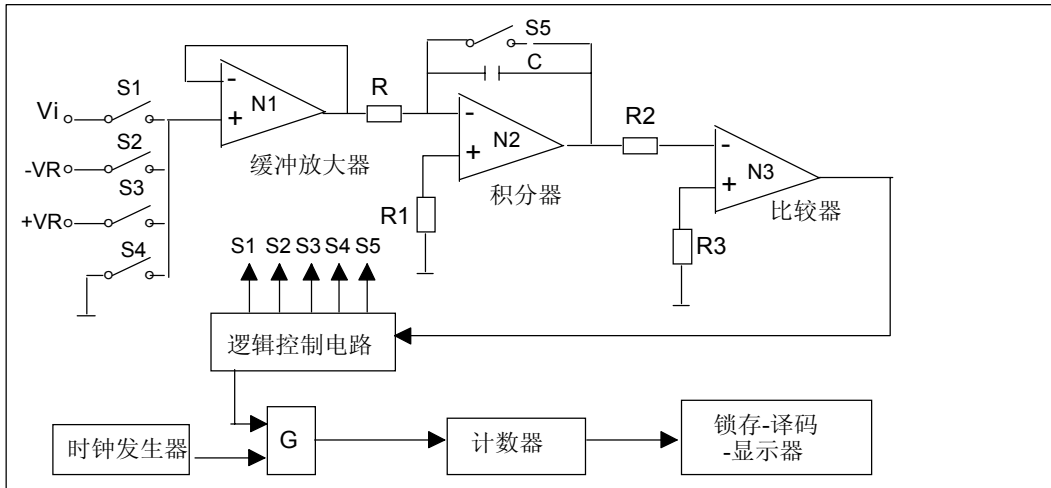 S5
C
S1
Vi
-
N1
+
R
-
N2
+
R2
-
N3
+
S2
-VR
S3
+VR
S4
缓冲放大器
积分器
比较器
R1
R3
S1 S2 S3 S4 S5
逻辑控制电路
时钟发生器
G
计数器
锁存-译码
-显示器